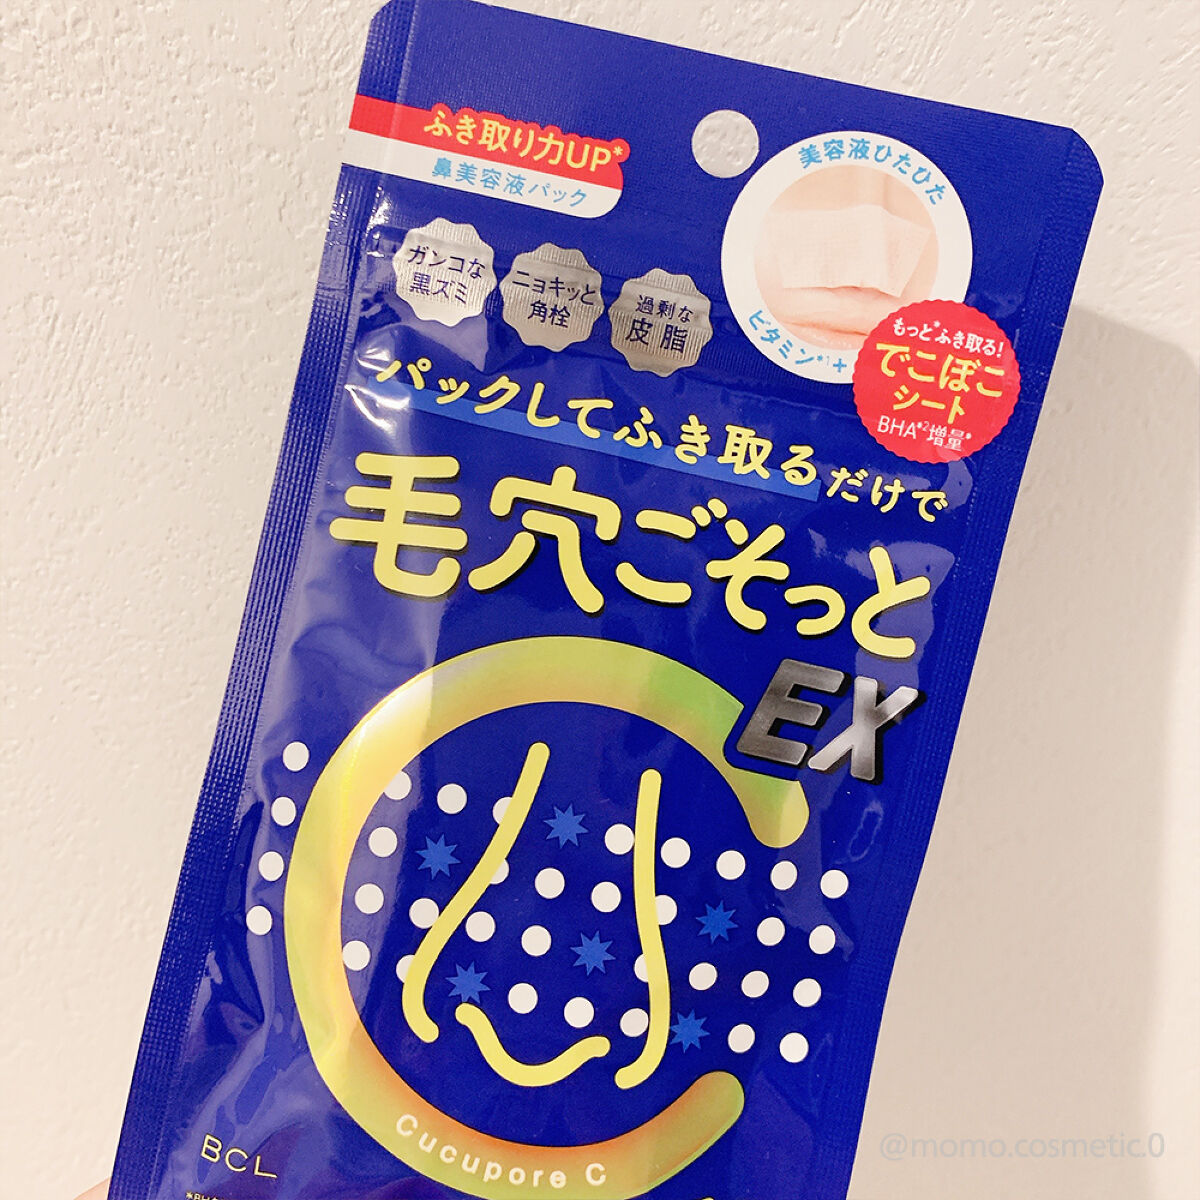 ふき取り力UP*
鼻美容液パック
美容液ひたひた
ビタミン*1+
ガンコな
黒ズミ
ニョキッと
角栓
過剰な
皮脂
もっと*ふき取る!
でこぼこ
シート
BHA*2増量*
パックしてふき取るだけで
毛穴ごそっと
EX
Cucupore C
BCL
@momo.cosmetic.0